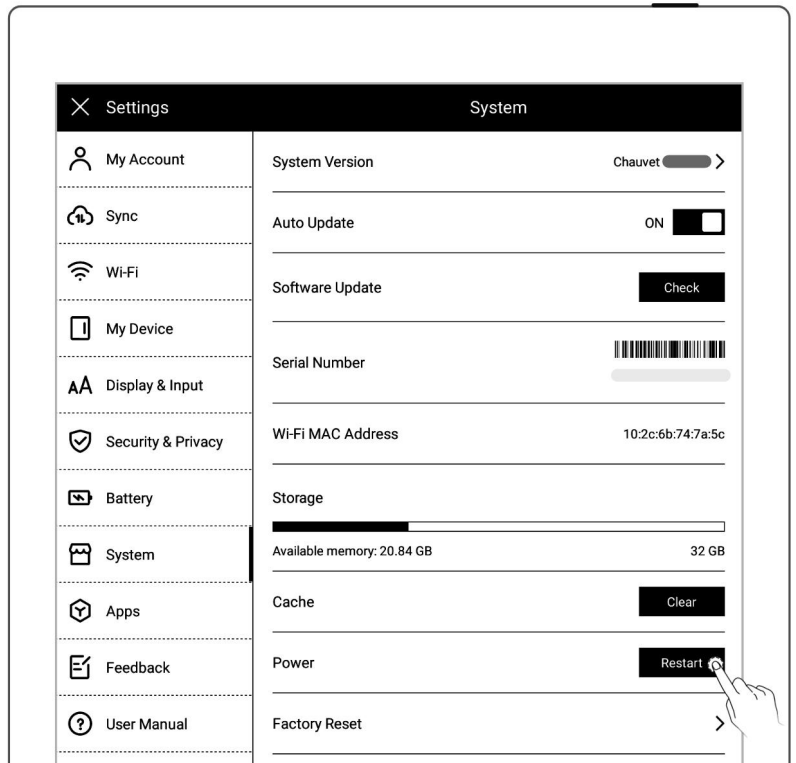 Settings
System
My Account
Sync
Wi-Fi
My Device
Display & Input
Security & Privacy
Battery
System
Apps
Feedback
User Manual
System Version
Chauvet
Auto Update
ON
Software Update
Check
Serial Number
Wi-Fi MAC Address
10:2c:6b:74:7a:5c
Storage
Available memory: 20.84 GB
32 GB
Cache
Clear
Power
Restart
Factory Reset